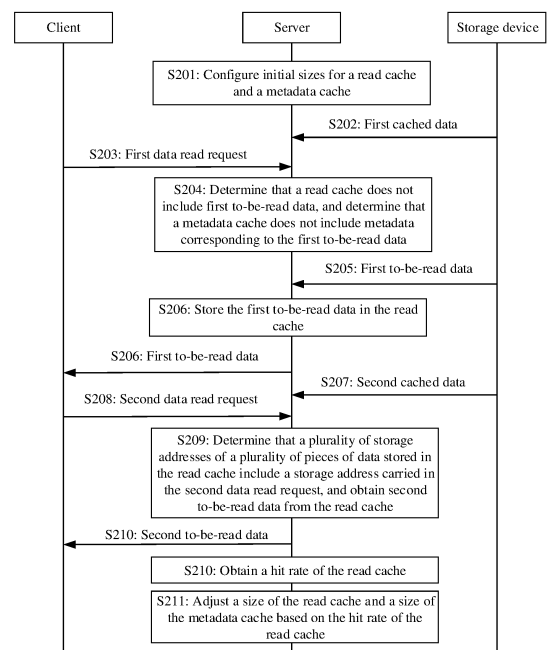 Client
Server
Storage device
S201: Configure initial sizes for a read cache
and a metadata cache
S202: First cached data
S203: First data read request
S204: Determine that a read cache does not
include first to-be-read data, and determine that
a metadata cache does not include metadata
corresponding to the first to-be-read data
S205: First to-be-read data
S206: Store the first to-be-read data in the read
cache
S206: First to-be-read data
S207: Second cached data
S208: Second data read request
S209: Determine that a plurality of storage
addresses of a plurality of pieces of data stored in
the read cache include a storage address carried in
the second data read request, and obtain second
to-be-read data from the read cache
S210: Second to-be-read data
S210: Obtain a hit rate of the read cache
S211: Adjust a size of the read cache and a size of
the metadata cache based on the hit rate of the
read cache